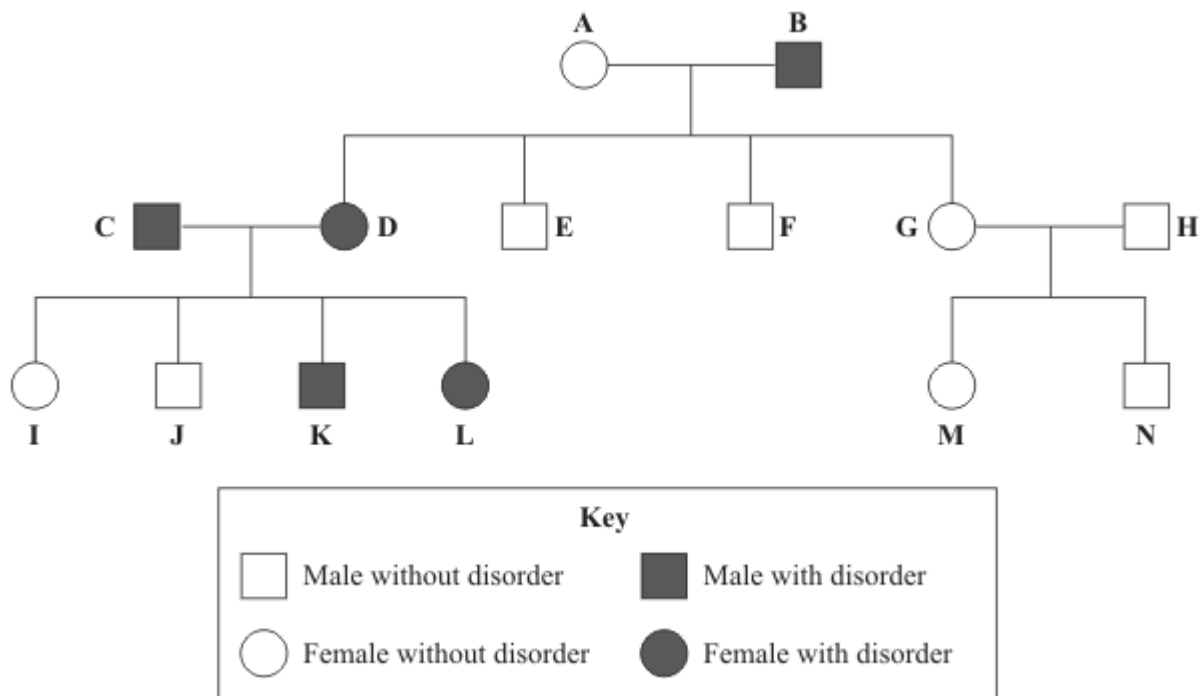 A B
C D E F G H
I J K L M N
Key
Male without disorder Male with disorder
Female without disorder Female with disorder